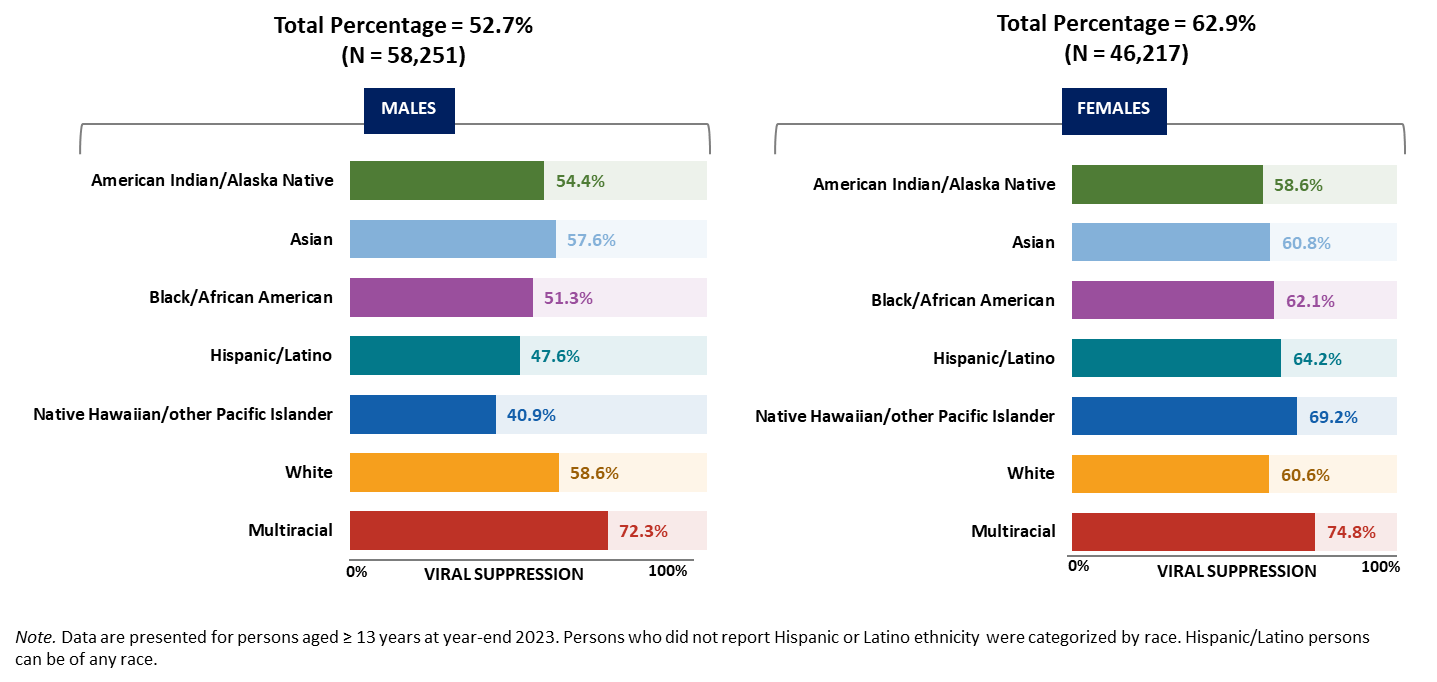 Total Percentage = 52.7%
(N = 58,251)
MALES
American Indian/Alaska Native 54.4%
Asian 57.6%
Black/African American 51.3%
Hispanic/Latino 47.6%
Native Hawaiian/other Pacific Islander 40.9%
White 58.6%
Multiracial 72.3%
0% VIRAL SUPPRESSION 100%
Total Percentage = 62.9%
(N = 46,217)
FEMALES
American Indian/Alaska Native 58.6%
Asian 60.8%
Black/African American 62.1%
Hispanic/Latino 64.2%
Native Hawaiian/other Pacific Islander 69.2%
White 60.6%
Multiracial 74.8%
0% VIRAL SUPPRESSION 100%
Note. Data are presented for persons aged ≥ 13 years at year-end 2023. Persons who did not report Hispanic or Latino ethnicity were categorized by race. Hispanic/Latino persons
can be of any race.